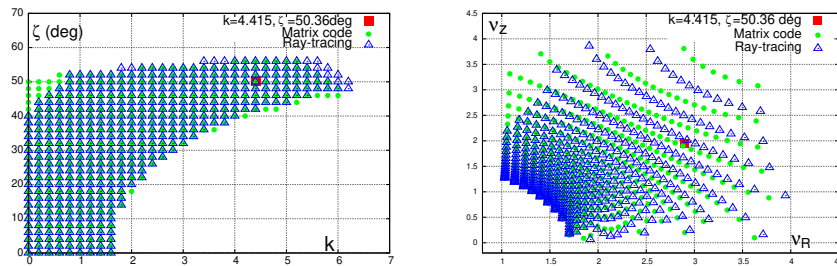 ζ (deg)
k=4.415, ζ=50.36deg
Matrix code
Ray-tracing
70
60
50
40
30
20
10
0
0 1 2 3 4 5 6 7
k
ν_Z
k=4.415, ζ=50.36 deg
Matrix code
Ray-tracing
4.5
4
3.5
3
2.5
2
1.5
1
0.5
0
1 1.5 2 2.5 3 3.5 4
ν_R